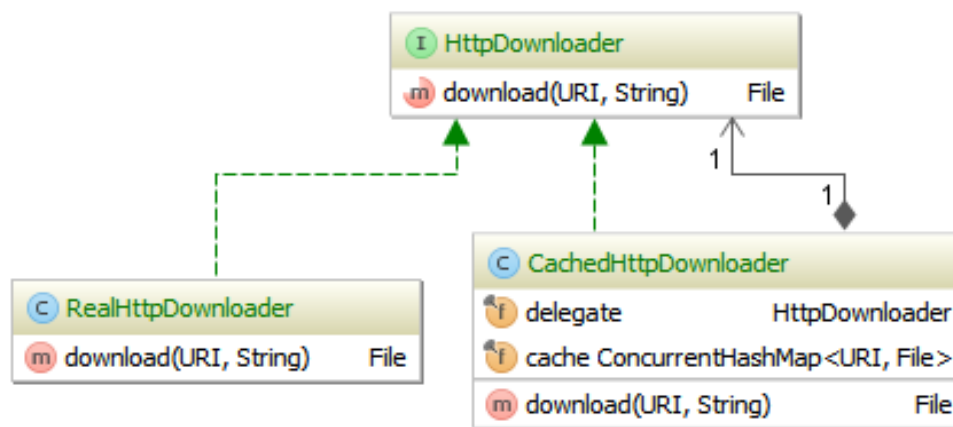 I HttpDownloader
m download(URI, String) File
1
1
C RealHttpDownloader
m download(URI, String) File
C CachedHttpDownloader
f delegate HttpDownloader
f cache ConcurrentHashMap<URI, File>
m download(URI, String) File